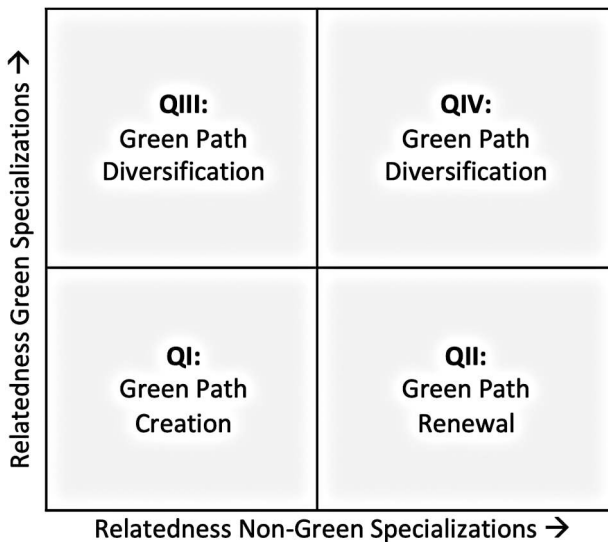 Relatedness Green Specializations →
QIII:
Green Path
Diversification
QIV:
Green Path
Diversification
QI:
Green Path
Creation
QII:
Green Path
Renewal
Relatedness Non-Green Specializations →